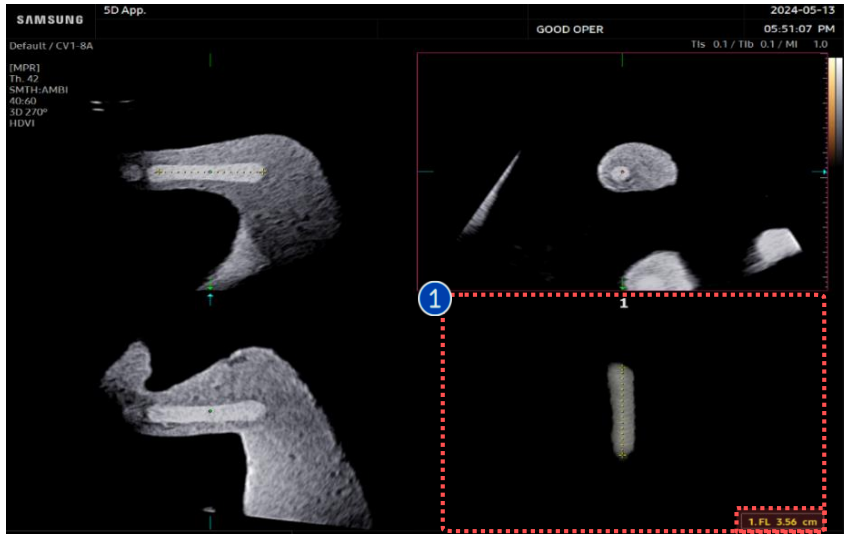 SAMSUNG
5D App.
2024-05-13
GOOD OPER
05:51:07 PM
Default / CV1-8A
TIs 0.1 / TIb 0.1 / MI 1.0
[MPR]
Th. 42
SMTH:AMBI
40:60
3D 270º
HDVI
1
1
1. FL 3.56 cm